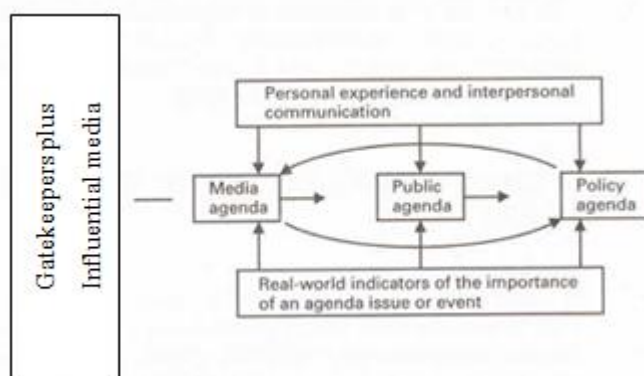 Gatekeepers plus
Influential media
Personal experience and interpersonal
communication
Media
agenda
Public
agenda
Policy
agenda
Real-world indicators of the importance
of an agenda issue or event